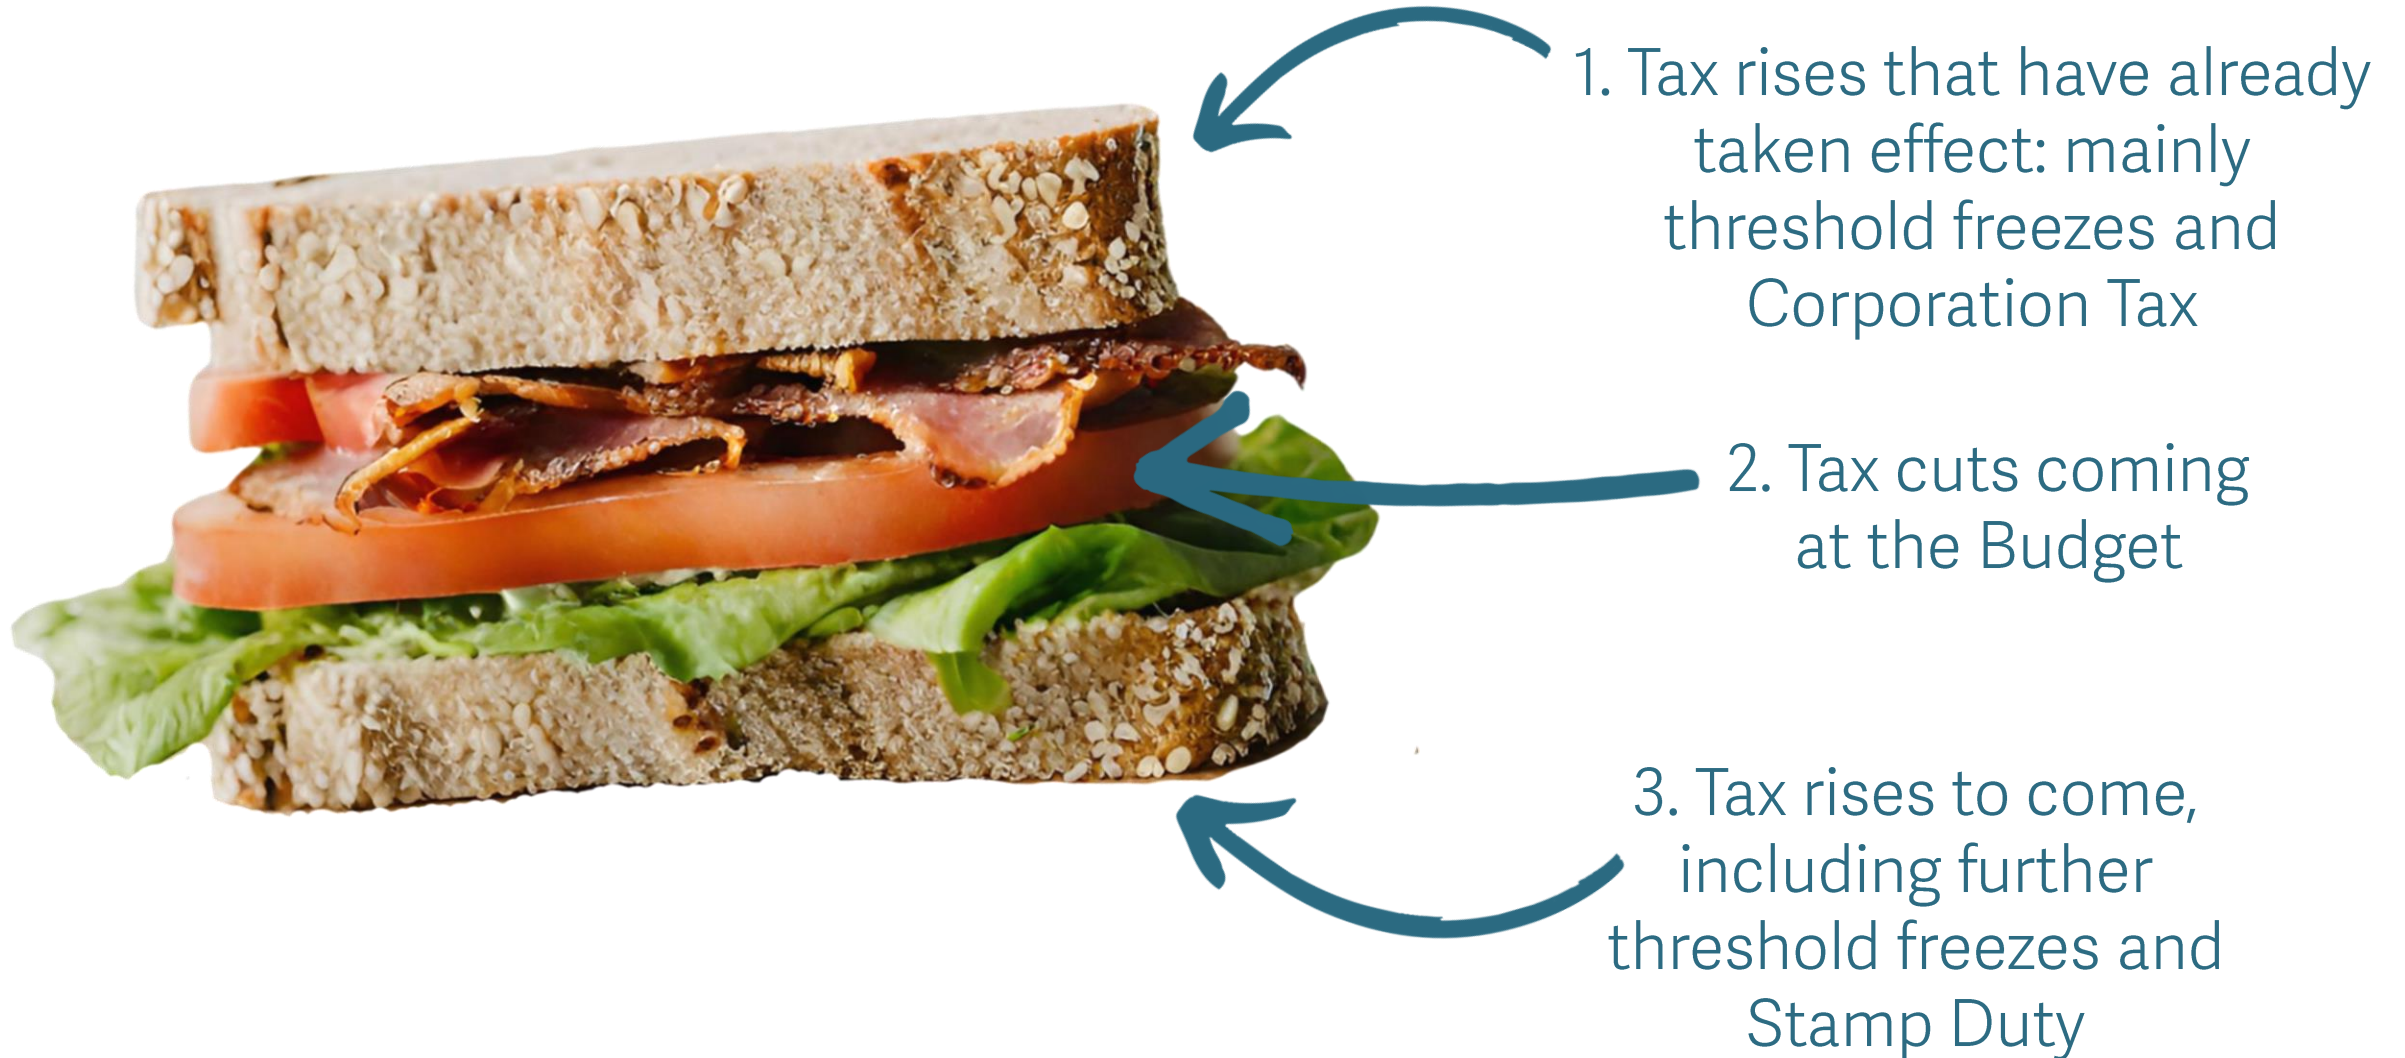 1. Tax rises that have already
taken effect: mainly
threshold freezes and
Corporation Tax
2. Tax cuts coming
at the Budget
3. Tax rises to come,
including further
threshold freezes and
Stamp Duty